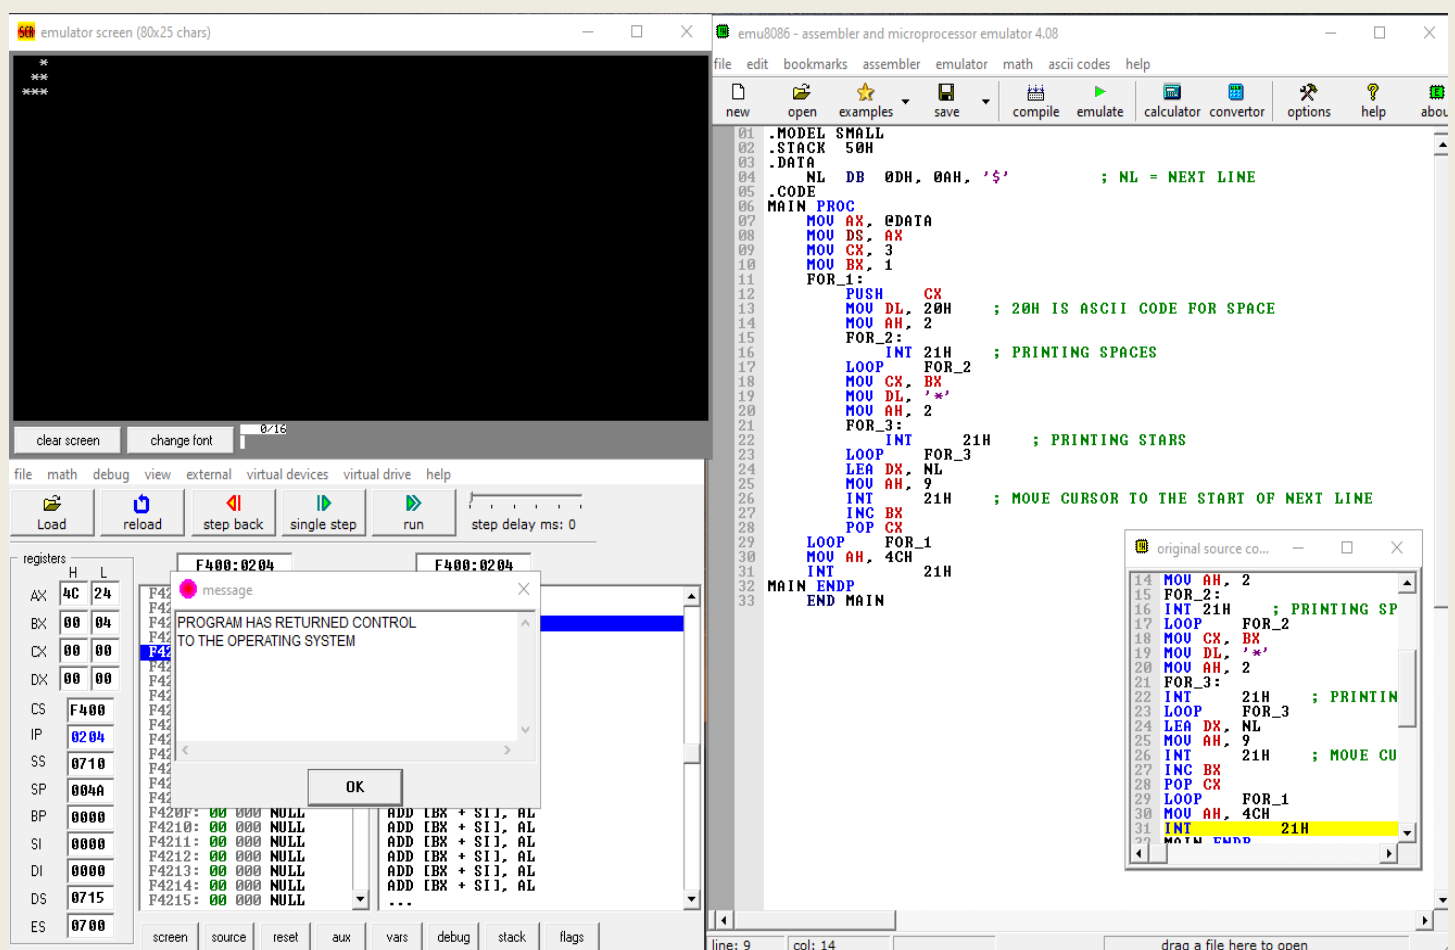 emulator screen (80x25 chars)
*
**
***
clear screen
change font
0/16
file math debug view external virtual devices virtual drive help
Load reload step back single step run step delay ms: 0
registers
H L
F400:0204
F400:0204
AX 4C 24
BX 00 04
CX 00 00
DX 00 00
CS F400
IP 0204
SS 0710
SP 004A
BP 0000
SI 0000
DI 0000
DS 0715
ES 0700
message
PROGRAM HAS RETURNED CONTROL
TO THE OPERATING SYSTEM
OK
F420F: 00 000 NULL ADD [BX + SI], AL
F4210: 00 000 NULL ADD [BX + SI], AL
F4211: 00 000 NULL ADD [BX + SI], AL
F4212: 00 000 NULL ADD [BX + SI], AL
F4213: 00 000 NULL ADD [BX + SI], AL
F4214: 00 000 NULL ADD [BX + SI], AL
F4215: 00 000 NULL ...
screen source reset aux vars debug stack flags
emu8086 - assembler and microprocessor emulator 4.08
file edit bookmarks assembler emulator math ascii codes help
new open examples save compile emulate calculator convertor options help abou
01 .MODEL SMALL
02 .STACK 50H
03 .DATA
04 NL DB 0DH, 0AH, '$' ; NL = NEXT LINE
05 .CODE
06 MAIN PROC
07 MOV AX, @DATA
08 MOV DS, AX
09 MOV CX, 3
10 MOV BX, 1
11 FOR_1:
12 PUSH CX
13 MOV DL, 20H ; 20H IS ASCII CODE FOR SPACE
14 MOV AH, 2
15 FOR_2:
16 INT 21H ; PRINTING SPACES
17 LOOP FOR_2
18 MOV CX, BX
19 MOV DL, '*'
20 MOV AH, 2
21 FOR_3:
22 INT 21H ; PRINTING STARS
23 LOOP FOR_3
24 LEA DX, NL
25 MOV AH, 9
26 INT 21H ; MOVE CURSOR TO THE START OF NEXT LINE
27 INC BX
28 POP CX
29 LOOP FOR_1
30 MOV AH, 4CH
31 INT 21H
32 MAIN ENDP
33 END MAIN
original source co...
14 MOV AH, 2
15 FOR_2:
16 INT 21H ; PRINTING SP
17 LOOP FOR_2
18 MOV CX, BX
19 MOV DL, '*'
20 MOV AH, 2
21 FOR_3:
22 INT 21H ; PRINTIN
23 LOOP FOR_3
24 LEA DX, NL
25 MOV AH, 9
26 INT 21H ; MOVE CU
27 INC BX
28 POP CX
29 LOOP FOR_1
30 MOV AH, 4CH
31 INT 21H
32 MAIN ENDP
line: 9 col: 14 drag a file here to open